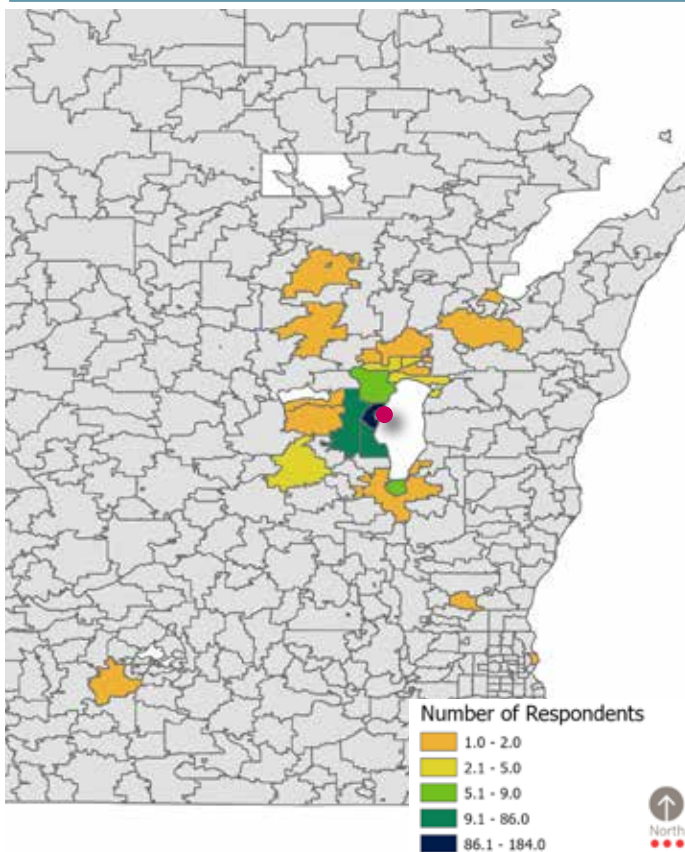 Number of Respondents
1.0 - 2.0
2.1 - 5.0
5.1 - 9.0
9.1 - 86.0
86.1 - 184.0
North